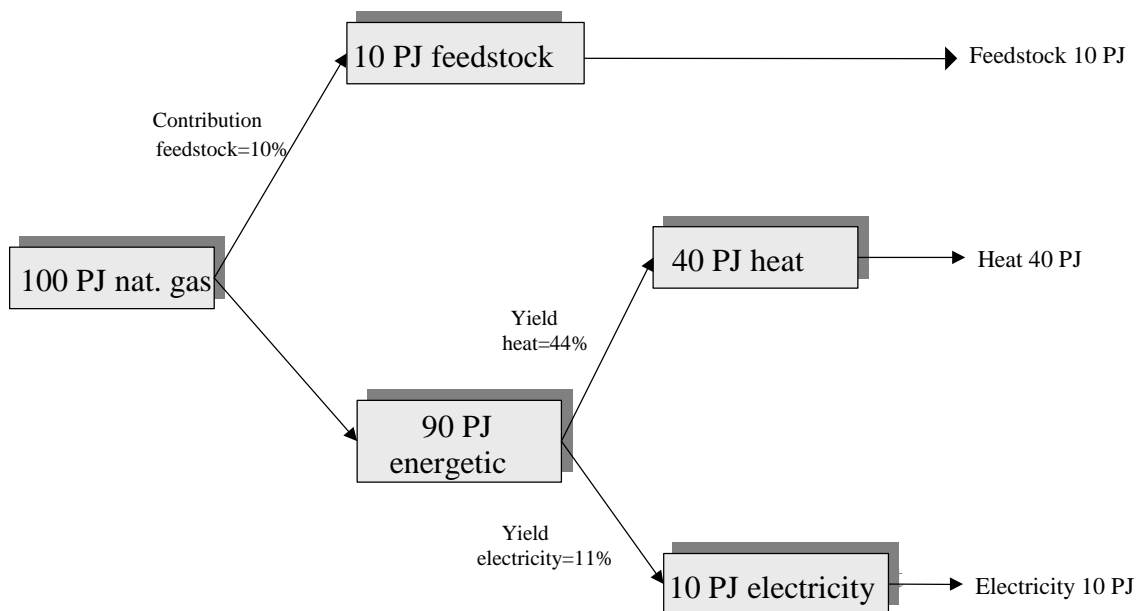 10 PJ feedstock
Feedstock 10 PJ
Contribution
feedstock=10%
100 PJ nat. gas
40 PJ heat
Heat 40 PJ
Yield
heat=44%
90 PJ
energetic
Yield
electricity=11%
10 PJ electricity
Electricity 10 PJ